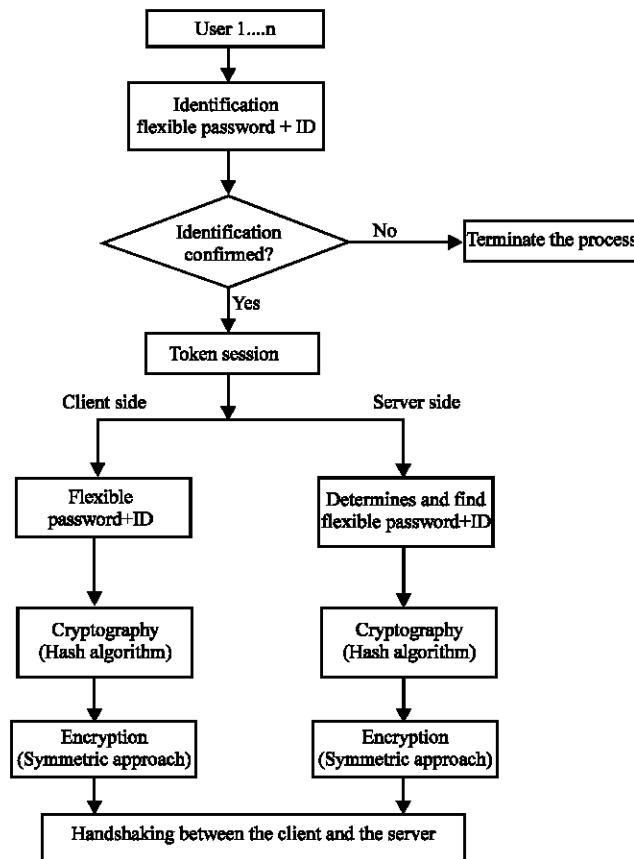 User 1....n
Identification
flexible password + ID
Identification
confirmed?
No
Terminate the process
Yes
Token session
Client side
Server side
Flexible
password+ID
Determines and find
flexible password+ID
Cryptography
(Hash algorithm)
Cryptography
(Hash algorithm)
Encryption
(Symmetric approach)
Encryption
(Symmetric approach)
Handshaking between the client and the server